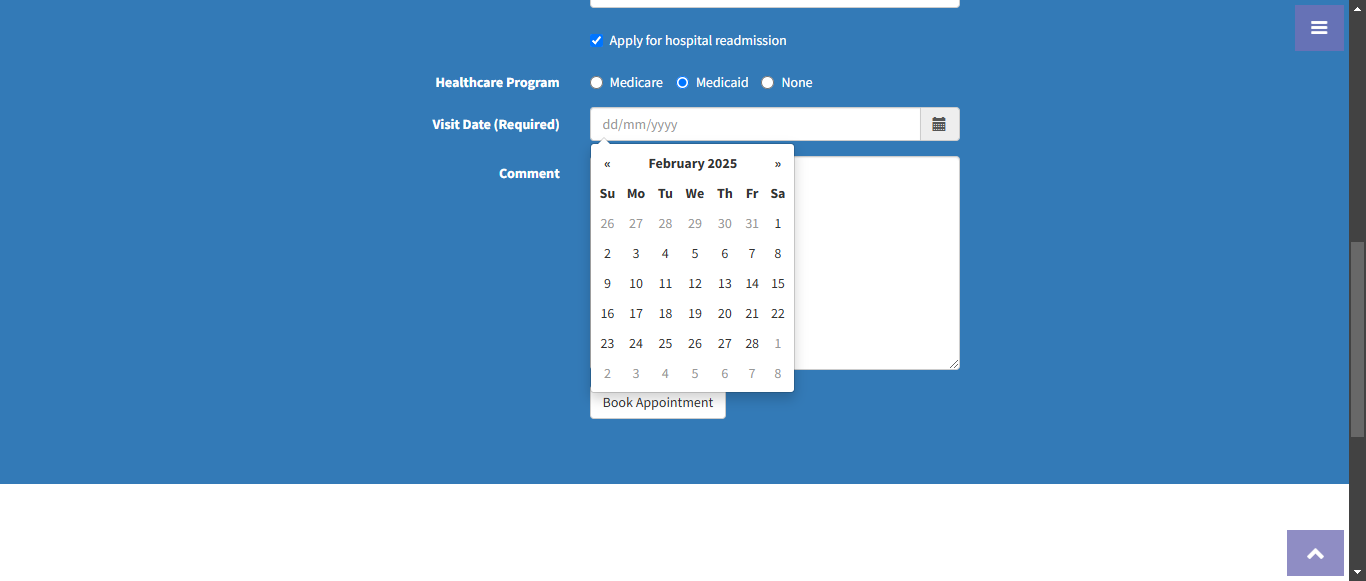 Apply for hospital readmission
Healthcare Program Medicare Medicaid None
Visit Date (Required) dd/mm/yyyy
Comment
« February 2025 »
Su Mo Tu We Th Fr Sa
26 27 28 29 30 31 1
2 3 4 5 6 7 8
9 10 11 12 13 14 15
16 17 18 19 20 21 22
23 24 25 26 27 28 1
2 3 4 5 6 7 8
Book Appointment